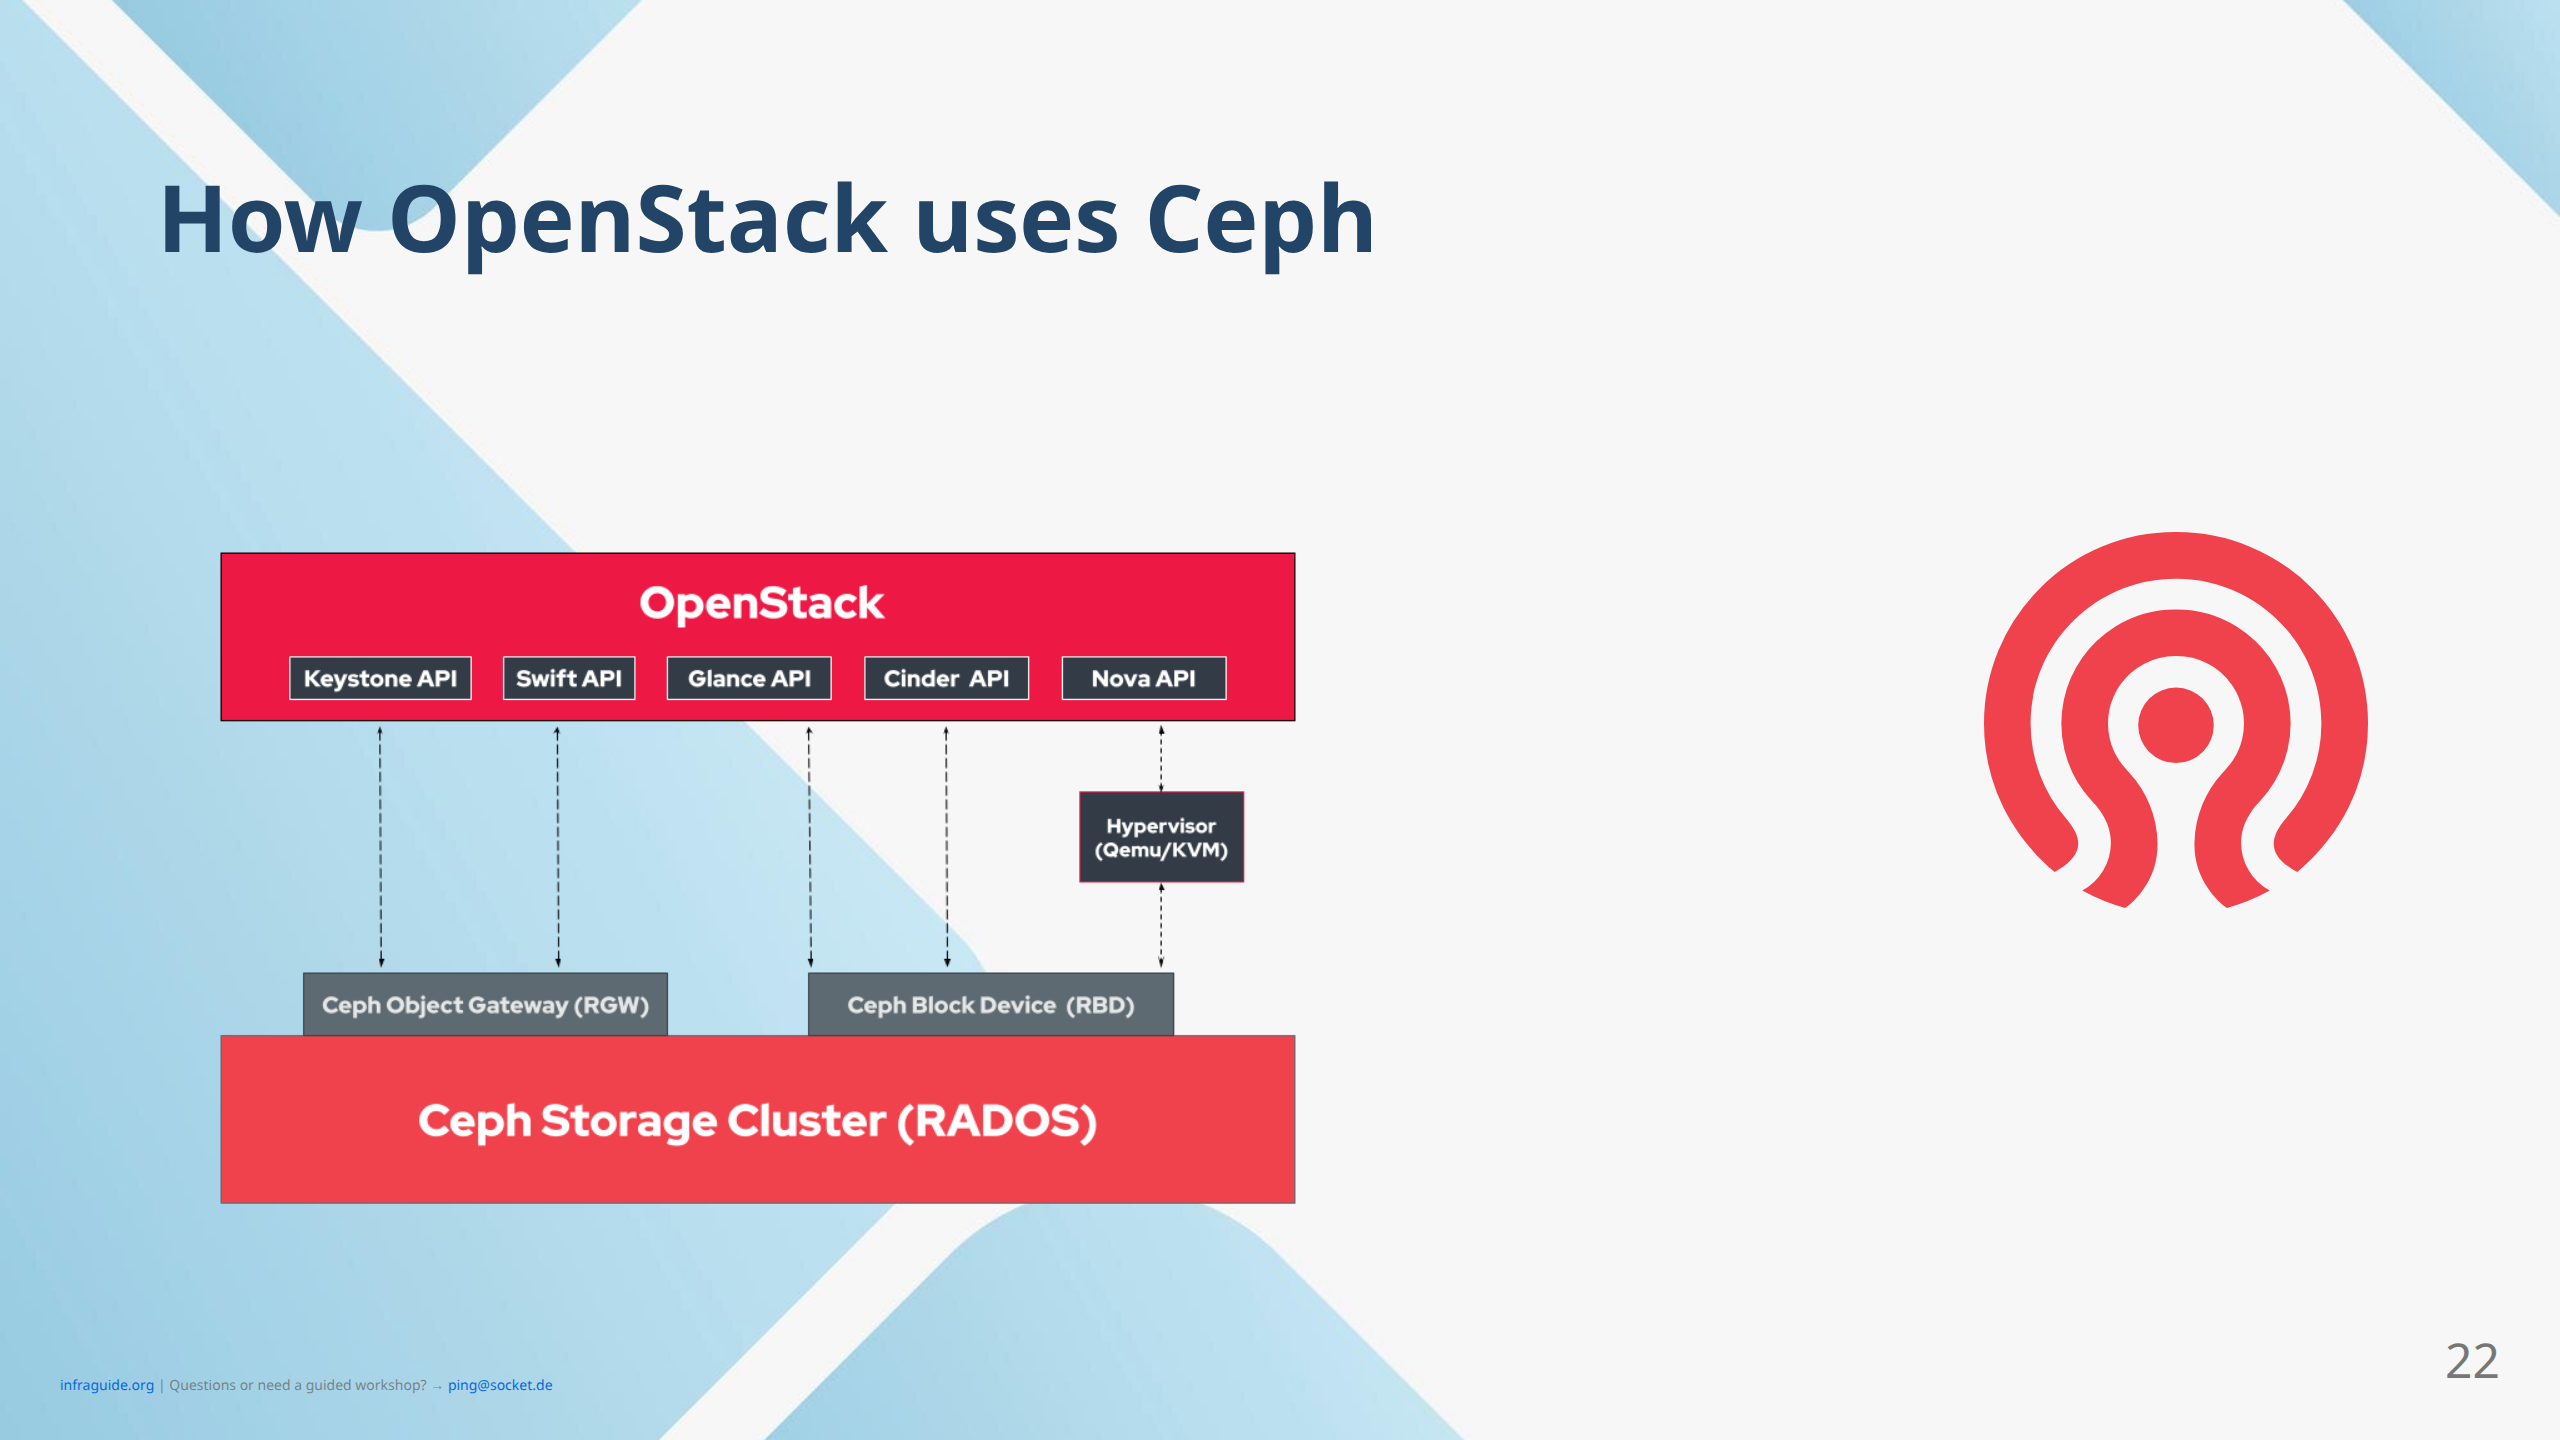 How OpenStack uses Ceph
OpenStack
Keystone API
Swift API
Glance API
Cinder API
Nova API
Hypervisor
(Qemu/KVM)
Ceph Object Gateway (RGW)
Ceph Block Device (RBD)
Ceph Storage Cluster (RADOS)
infraguide.org | Questions or need a guided workshop? → ping@socket.de
22